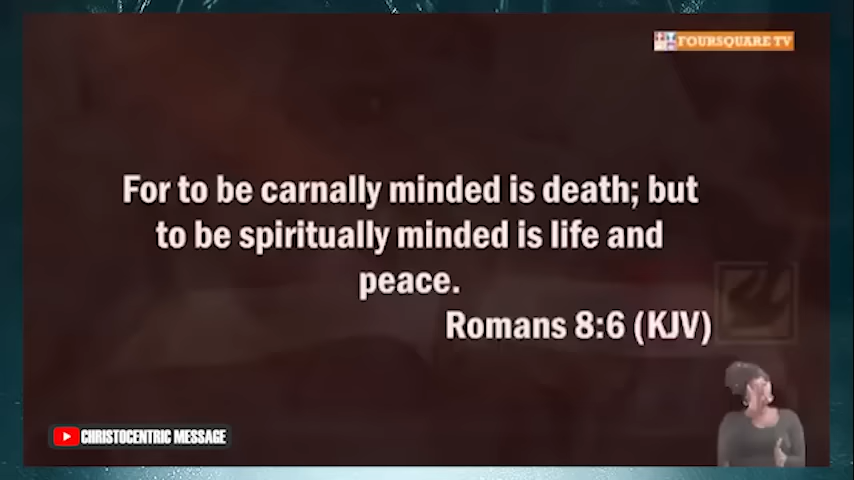 FOURSQUARE TV
For to be carnally minded is death; but
to be spiritually minded is life and
peace.
Romans 8:6 (KJV)
CHRISTOCENTRIC MESSAGE